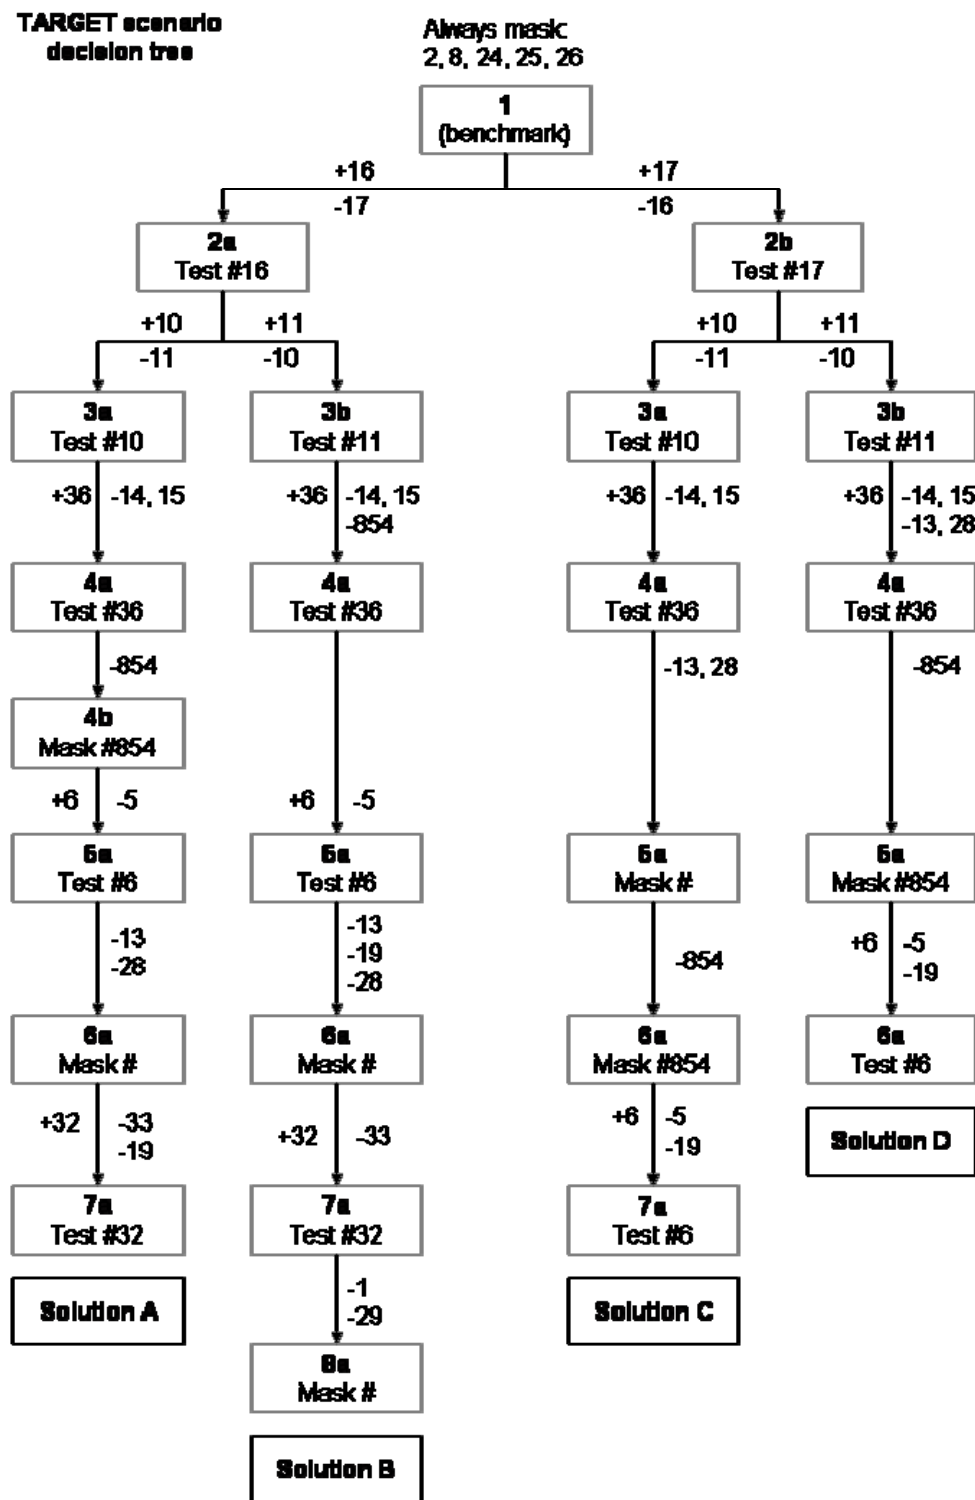 TARGET scenario
decision tree
Always mask:
2, 8, 24, 25, 26
1
(benchmark)
+16
-17
+17
-16
2a
Test #16
2b
Test #17
+10
-11
+11
-10
+10
-11
+11
-10
3a
Test #10
3b
Test #11
3a
Test #10
3b
Test #11
+36
-14, 15
+36
-14, 15
-854
+36
-14, 15
+36
-14, 15
-13, 28
4a
Test #36
4a
Test #36
4a
Test #36
4a
Test #36
-854
-13, 28
-854
4b
Mask #854
+6
-5
+6
-5
5a
Test #6
5a
Test #6
5a
Mask #
5a
Mask #854
-13
-28
-13
-19
-28
-854
+6
-5
-19
6a
Mask #
6a
Mask #
6a
Mask #854
6a
Test #6
+32
-33
-19
+32
-33
+6
-5
-19
Solution D
7a
Test #32
7a
Test #32
7a
Test #6
Solution A
-1
-29
Solution C
8a
Mask #
Solution B